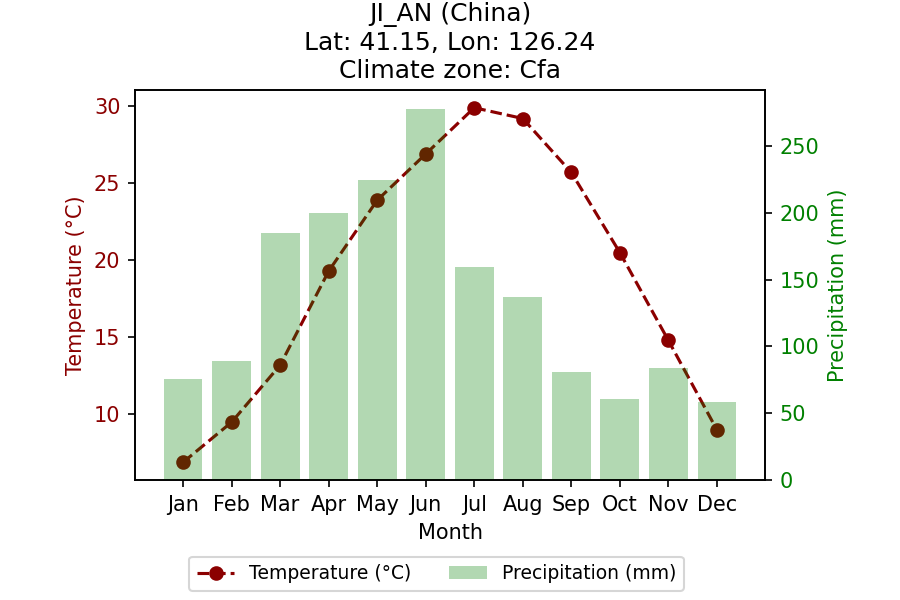 JI_AN (China)
Lat: 41.15, Lon: 126.24
Climate zone: Cfa
30
25
20
15
10
Temperature (°C)
250
200
150
100
50
0
Precipitation (mm)
Jan Feb Mar Apr May Jun Jul Aug Sep Oct Nov Dec
Month
Temperature (°C) Precipitation (mm)